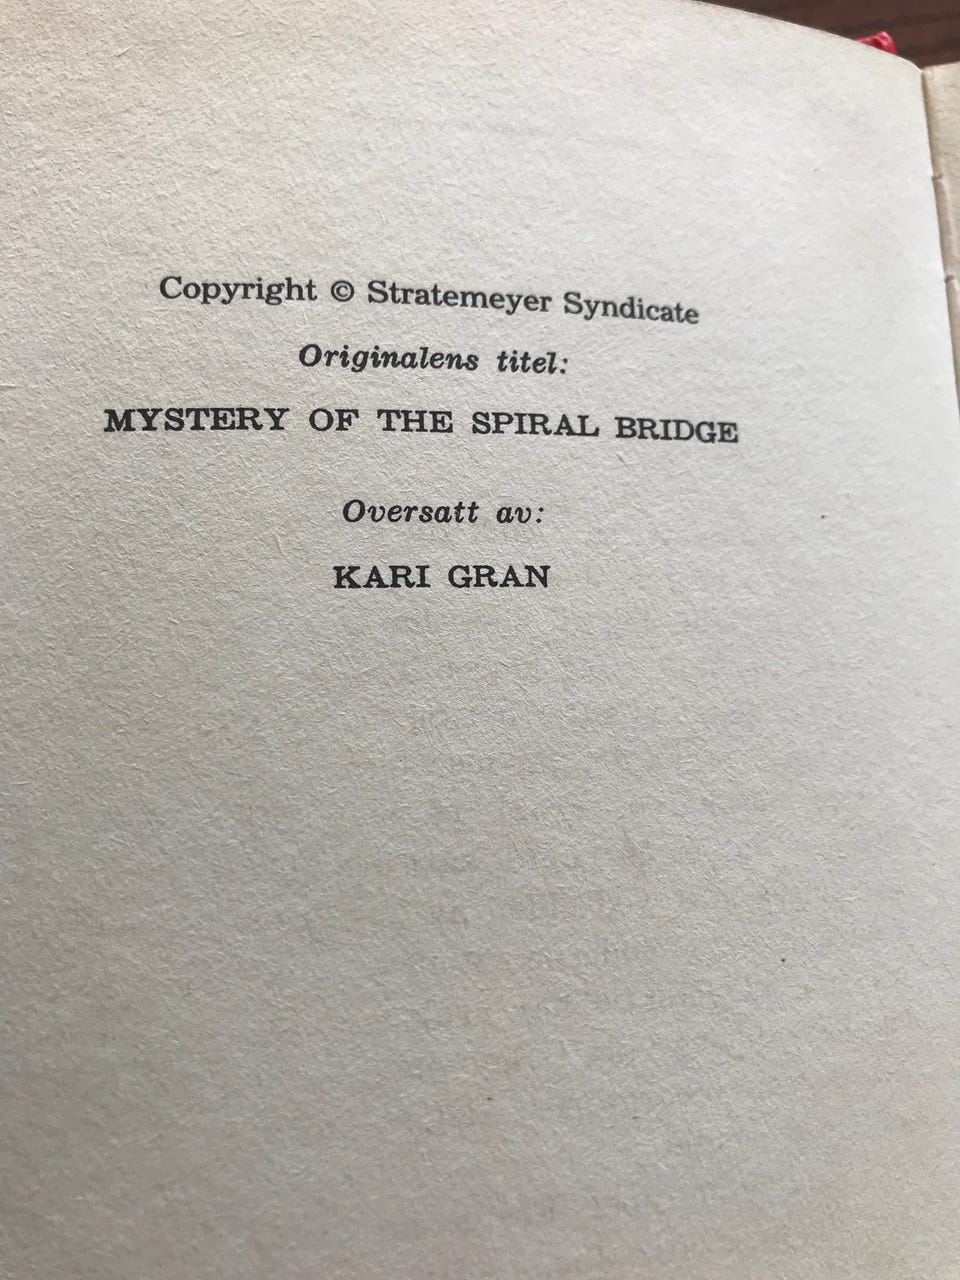 Copyright © Stratemeyer Syndicate
Originalens titel:
MYSTERY OF THE SPIRAL BRIDGE
Oversatt av:
KARI GRAN